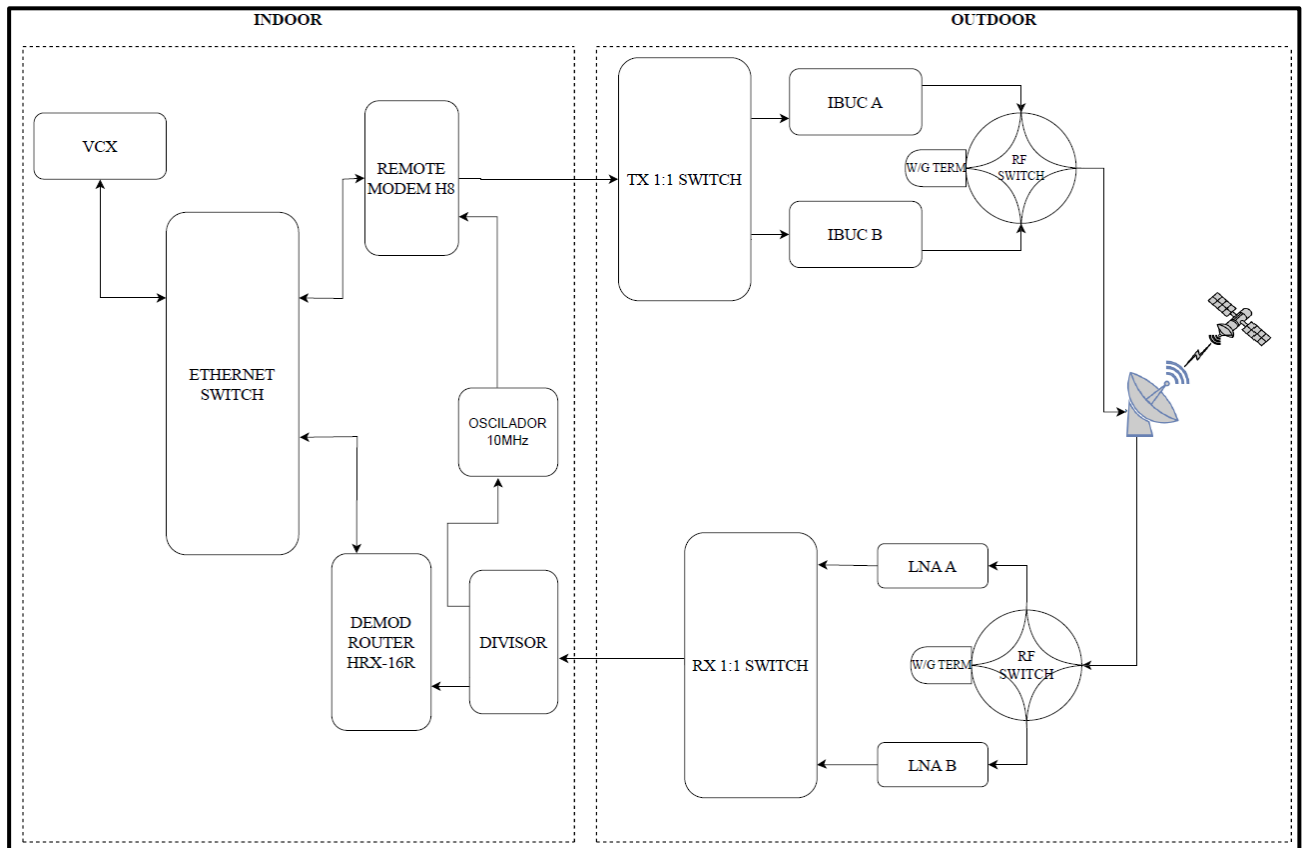 INDOOR
OUTDOOR
VCX
REMOTE
MODEM H8
ETHERNET
SWITCH
OSCILADOR
10MHz
DEMOD
ROUTER
HRX-16R
DIVISOR
TX 1:1 SWITCH
IBUC A
IBUC B
W/G TERM
RF
SWITCH
RX 1:1 SWITCH
LNA A
LNA B
W/G TERM
RF
SWITCH